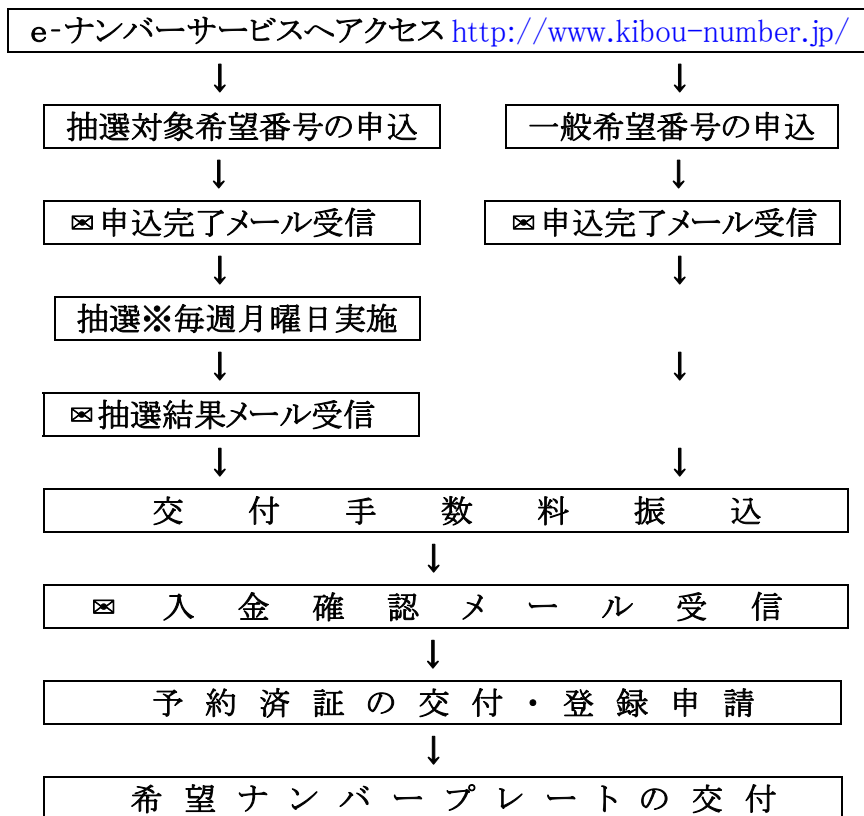 e-ナンバーサービスへアクセス http://www.kibou-number.jp/
↓ ↓
抽選対象希望番号の申込 一般希望番号の申込
↓ ↓
✉申込完了メール受信 ✉申込完了メール受信
↓ ↓
抽選※毎週月曜日実施
↓ ↓
✉抽選結果メール受信
↓ ↓
交付手数料振込
↓
✉入金確認メール受信
↓
予約済証の交付・登録申請
↓
希望ナンバープレートの交付